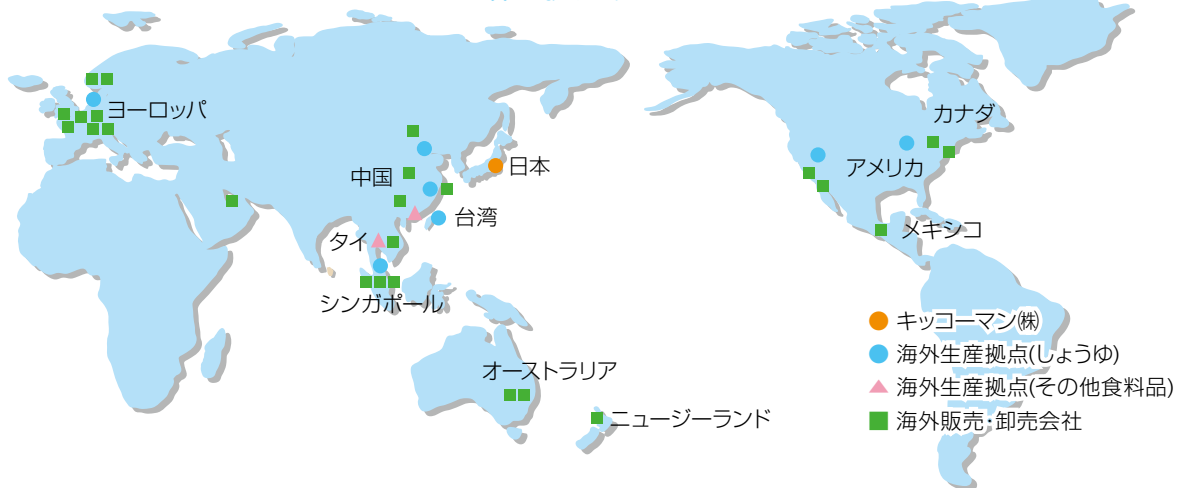 ヨーロッパ
カナダ
日本
中国
アメリカ
台湾
メキシコ
タイ
シンガポール
オーストラリア
ニュージーランド
キッコーマン㈱
海外生産拠点(しょうゆ)
海外生産拠点(その他食料品)
海外販売・卸売会社